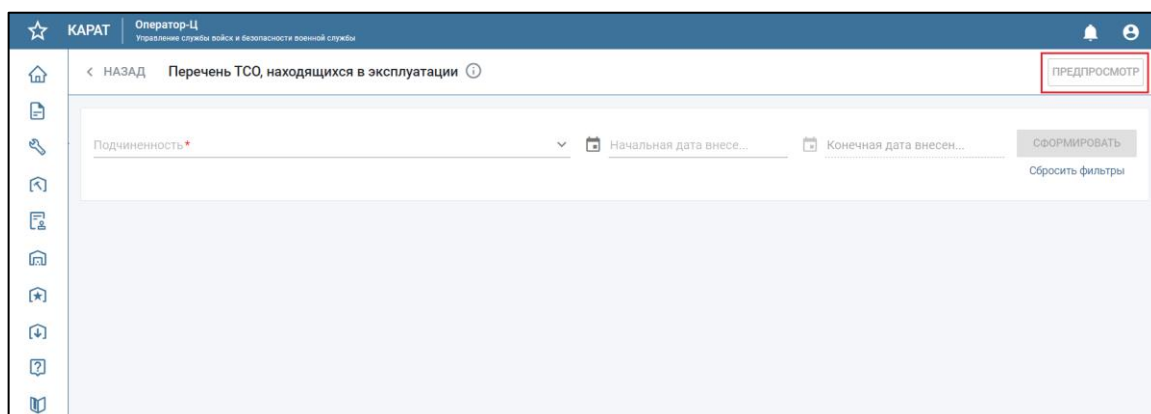 КАРАТ
Оператор-Ц
Управление службы войск и безопасности военной службы
НАЗАД Перечень ТСО, находящихся в эксплуатации ПРЕДПРОСМОТР
Подчиненность* Начальная дата внесе... Конечная дата внесен... СФОРМИРОВАТЬ
Сбросить фильтры